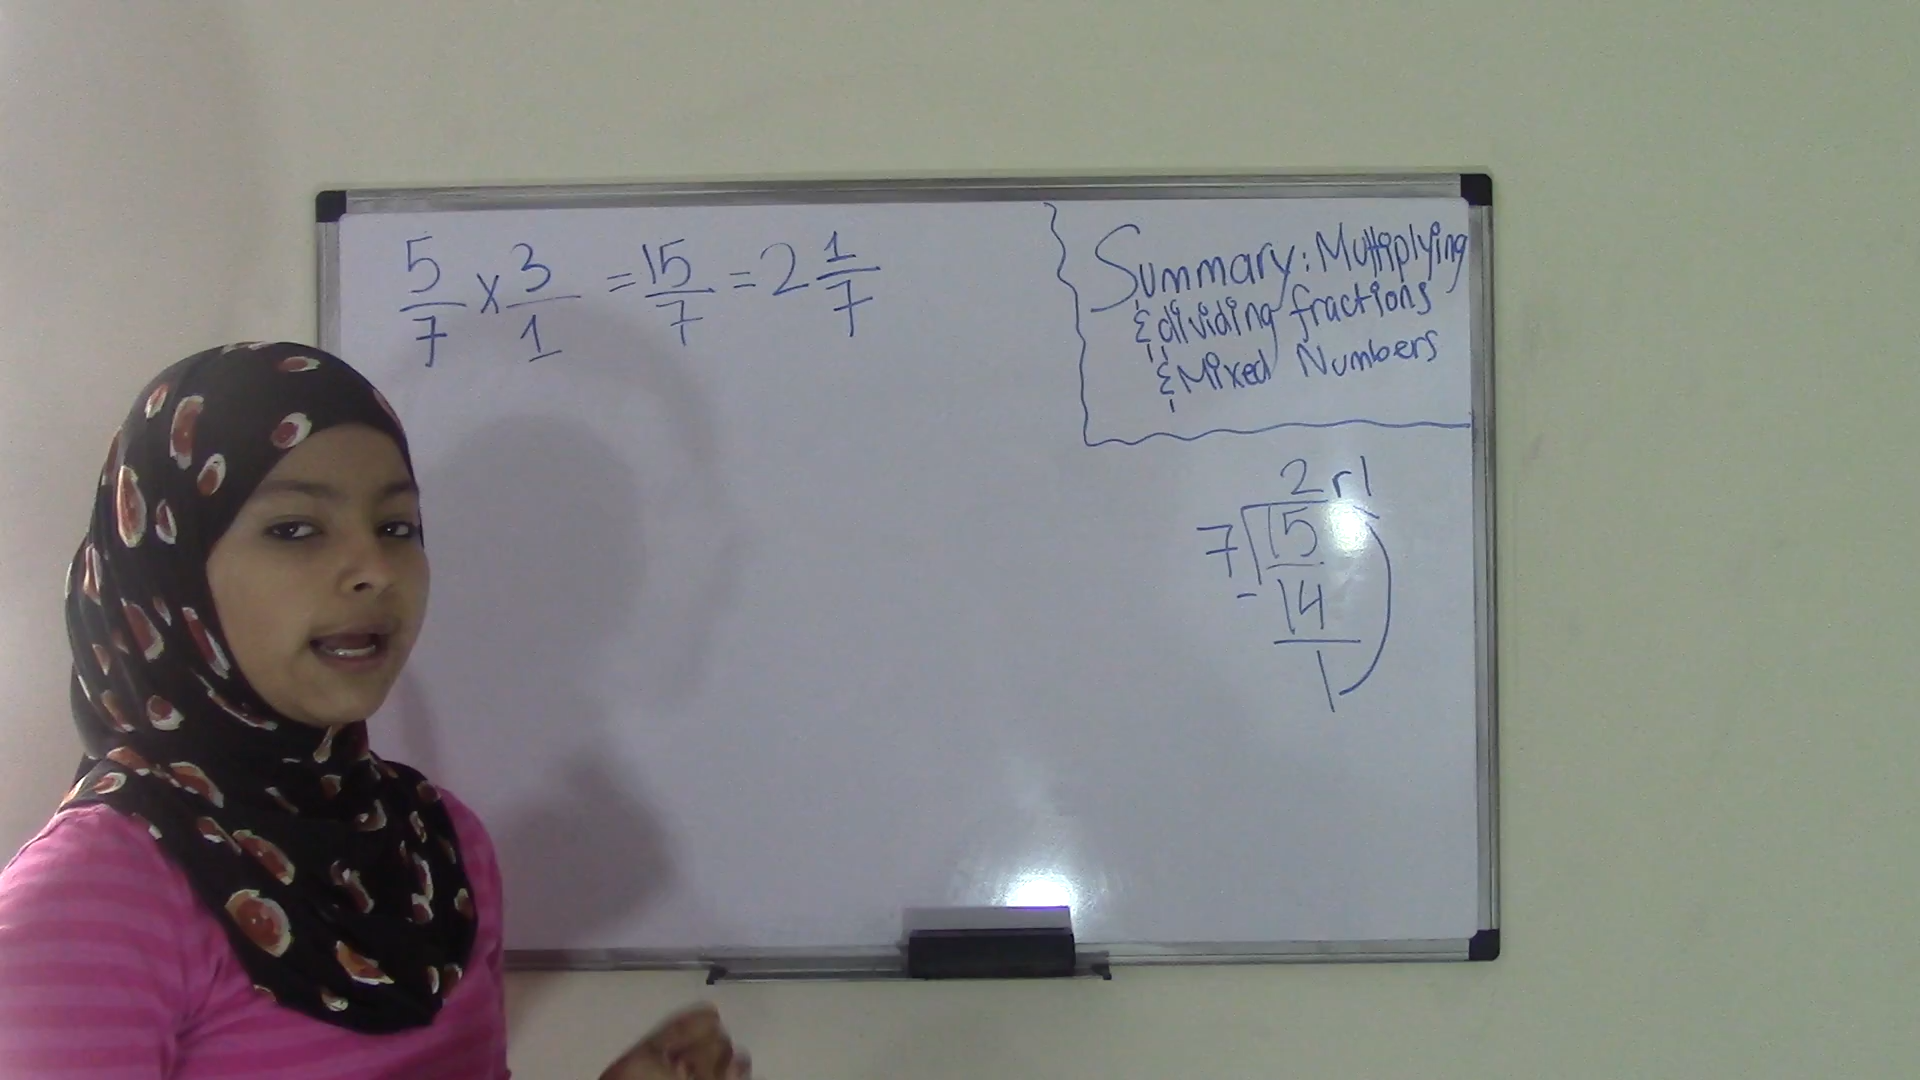 5/7 x 3/1 = 15/7 = 2 1/7
Summary: Multiplying
& dividing fractions
& Mixed Numbers
2 r1
7 15
- 14
1